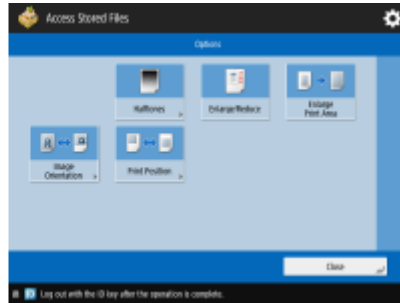 Access Stored Files
Options
Halftones
Enlarge/Reduce
Enlarge
Print Area
Image
Orientation
Print Position
Close
Log out with the ID key after the operation is complete.